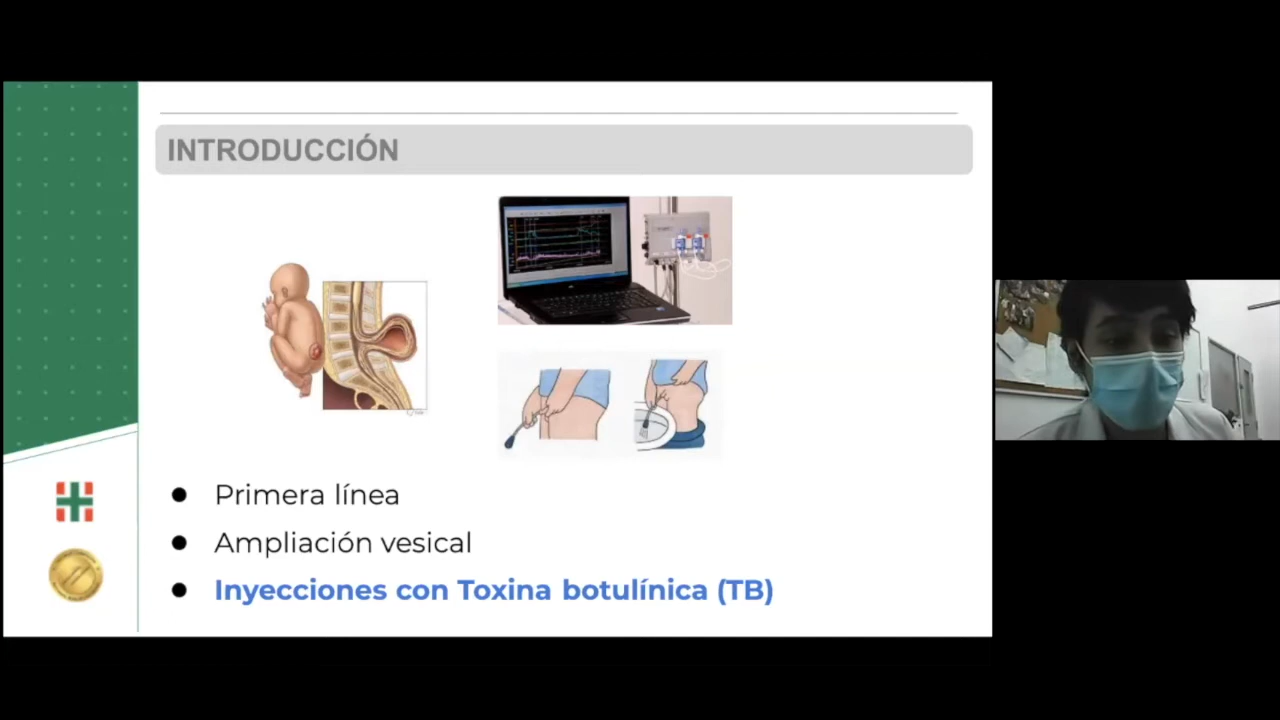 INTRODUCCIÓN
Primera línea
Ampliación vesical
Inyecciones con Toxina botulínica (TB)